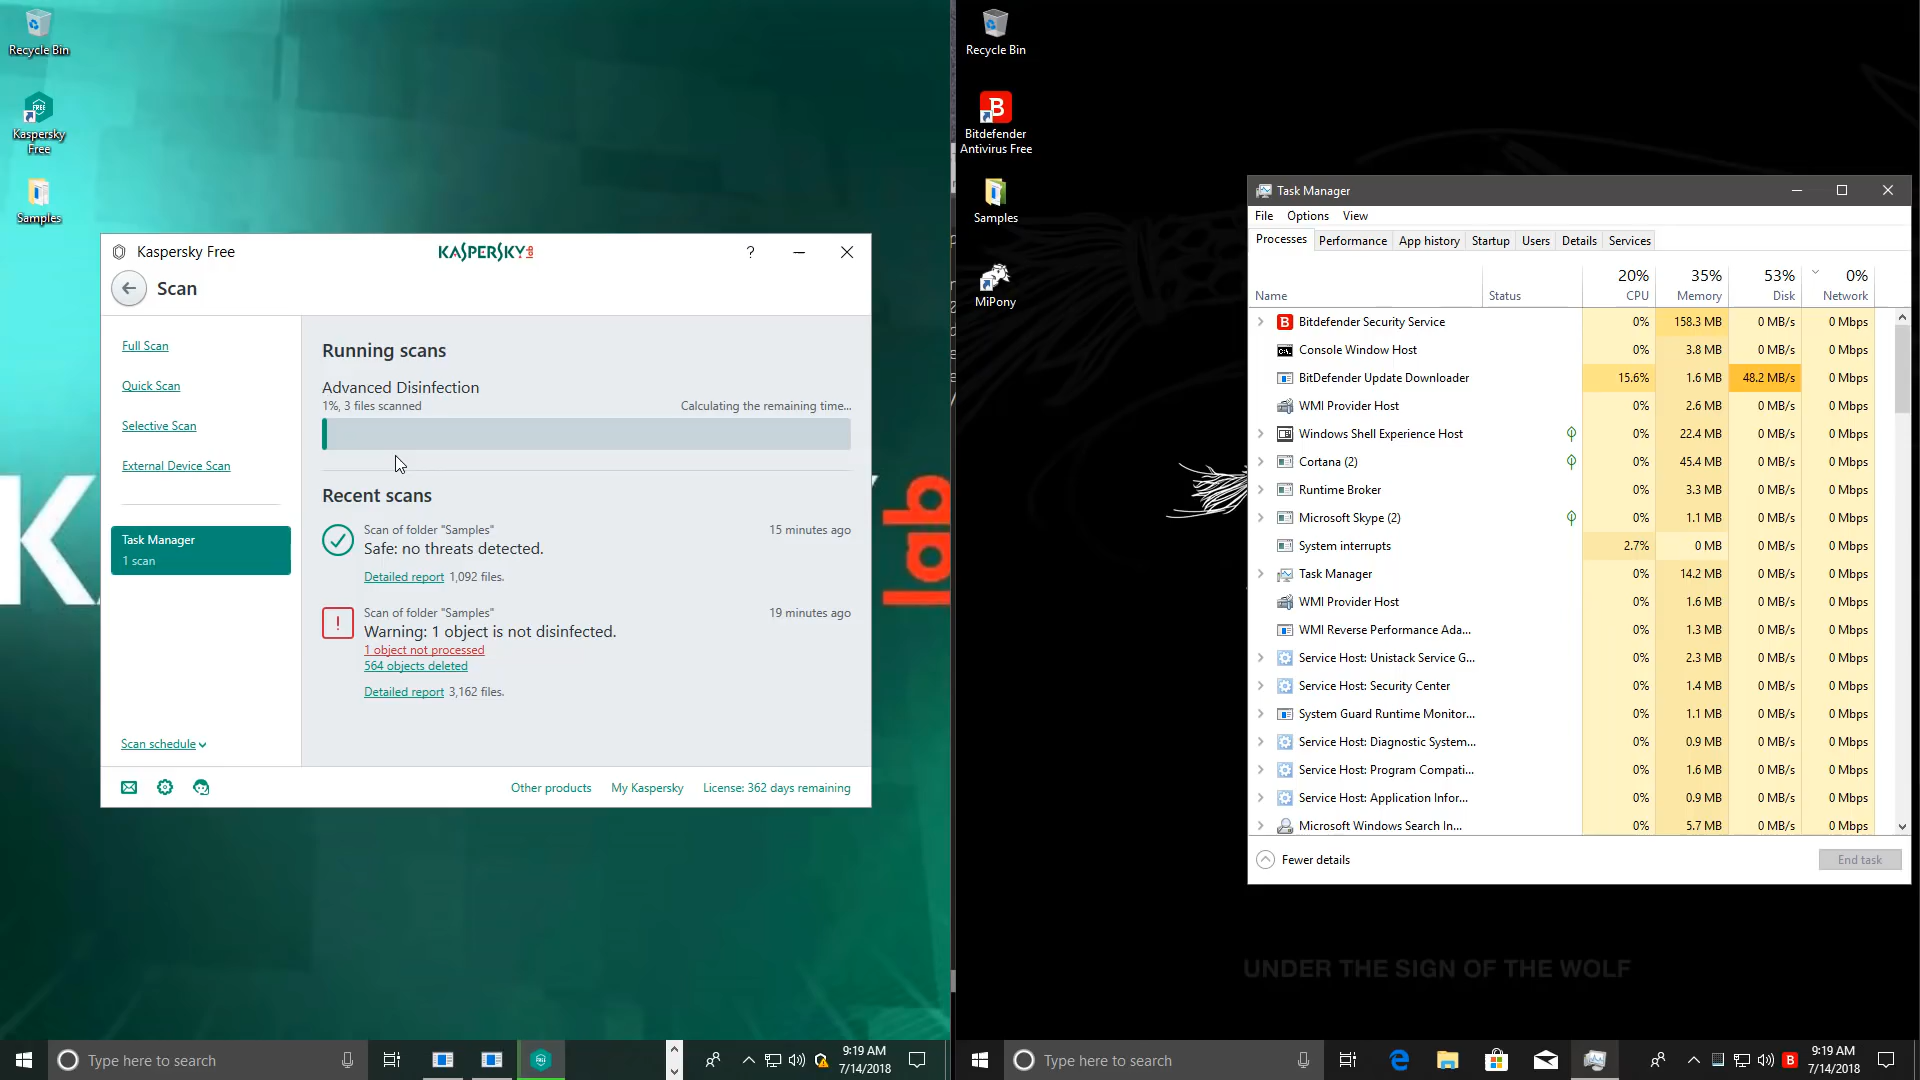 Recycle Bin
Kaspersky
Free
Samples
Kaspersky Free
KASPERSKY lab
?
Scan
Full Scan
Quick Scan
Selective Scan
External Device Scan
Task Manager
1 scan
Scan schedule
Running scans
Advanced Disinfection
1%, 3 files scanned
Calculating the remaining time...
Recent scans
Scan of folder "Samples"
15 minutes ago
Safe: no threats detected.
Detailed report 1,092 files.
!
Scan of folder "Samples"
19 minutes ago
Warning: 1 object is not disinfected.
1 object not processed
564 objects deleted
Detailed report 3,162 files.
Other products
My Kaspersky
License: 362 days remaining
K
lab
Type here to search
FREE
9:19 AM
7/14/2018
Recycle Bin
B
Bitdefender
Antivirus Free
Samples
MiPony
Task Manager
File Options View
Processes Performance App history Startup Users Details Services
20% 35% 53% 0%
Name Status CPU Memory Disk Network
Bitdefender Security Service 0% 158.3 MB 0 MB/s 0 Mbps
Console Window Host 0% 3.8 MB 0 MB/s 0 Mbps
BitDefender Update Downloader 15.6% 1.6 MB 48.2 MB/s 0 Mbps
WMI Provider Host 0% 2.6 MB 0 MB/s 0 Mbps
Windows Shell Experience Host 0% 22.4 MB 0 MB/s 0 Mbps
Cortana (2) 0% 45.4 MB 0 MB/s 0 Mbps
Runtime Broker 0% 3.3 MB 0 MB/s 0 Mbps
Microsoft Skype (2) 0% 1.1 MB 0 MB/s 0 Mbps
System interrupts 2.7% 0 MB 0 MB/s 0 Mbps
Task Manager 0% 14.2 MB 0 MB/s 0 Mbps
WMI Provider Host 0% 1.6 MB 0 MB/s 0 Mbps
WMI Reverse Performance Ada... 0% 1.3 MB 0 MB/s 0 Mbps
Service Host: Unistack Service G... 0% 2.3 MB 0 MB/s 0 Mbps
Service Host: Security Center 0% 1.4 MB 0 MB/s 0 Mbps
System Guard Runtime Monitor... 0% 1.1 MB 0 MB/s 0 Mbps
Service Host: Diagnostic System... 0% 0.9 MB 0 MB/s 0 Mbps
Service Host: Program Compati... 0% 1.6 MB 0 MB/s 0 Mbps
Service Host: Application Infor... 0% 0.9 MB 0 MB/s 0 Mbps
Microsoft Windows Search In... 0% 5.7 MB 0 MB/s 0 Mbps
Fewer details
End task
UNDER THE SIGN OF THE WOLF
Type here to search
B
9:19 AM
7/14/2018